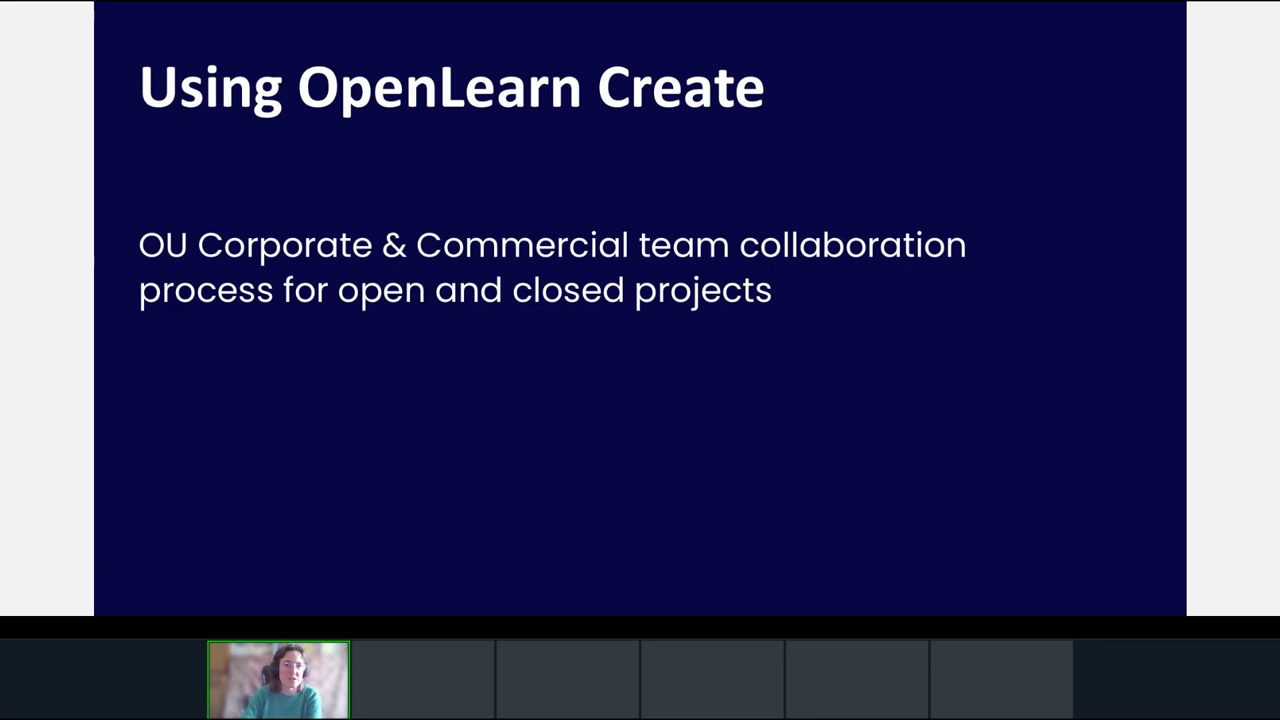 Using OpenLearn Create
OU Corporate & Commercial team collaboration
process for open and closed projects